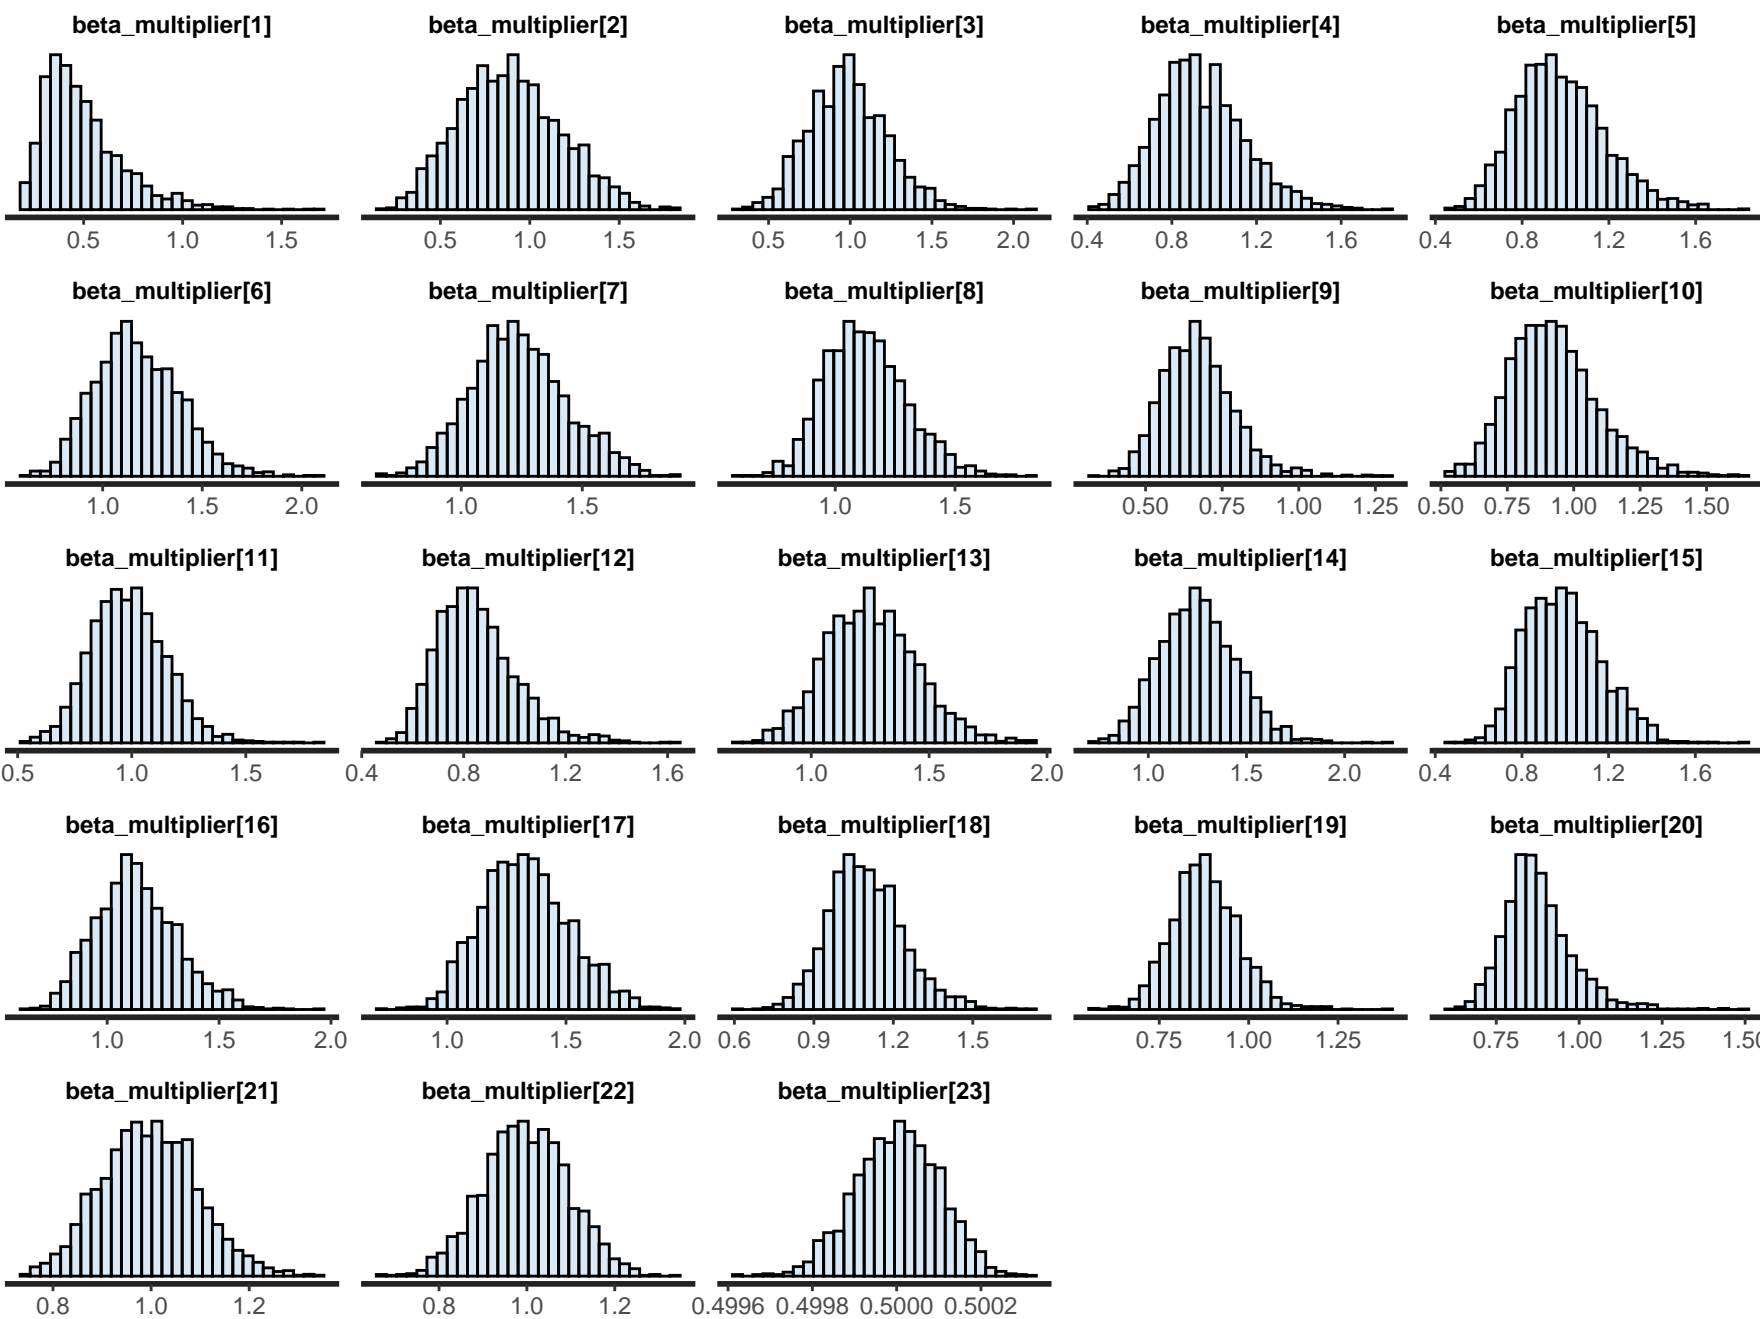 beta_multiplier[1] beta_multiplier[2] beta_multiplier[3] beta_multiplier[4] beta_multiplier[5]
0.5 1.0 1.5 0.5 1.0 1.5 0.5 1.0 1.5 2.0 0.4 0.8 1.2 1.6 0.4 0.8 1.2 1.6
beta_multiplier[6] beta_multiplier[7] beta_multiplier[8] beta_multiplier[9] beta_multiplier[10]
1.0 1.5 2.0 1.0 1.5 1.0 1.5 0.50 0.75 1.00 1.25 0.50 0.75 1.00 1.25 1.50
beta_multiplier[11] beta_multiplier[12] beta_multiplier[13] beta_multiplier[14] beta_multiplier[15]
0.5 1.0 1.5 0.4 0.8 1.2 1.6 1.0 1.5 2.0 1.0 1.5 2.0 0.4 0.8 1.2 1.6
beta_multiplier[16] beta_multiplier[17] beta_multiplier[18] beta_multiplier[19] beta_multiplier[20]
1.0 1.5 2.0 1.0 1.5 2.0 0.6 0.9 1.2 1.5 0.75 1.00 1.25 0.75 1.00 1.25 1.50
beta_multiplier[21] beta_multiplier[22] beta_multiplier[23]
0.8 1.0 1.2 0.8 1.0 1.2 0.4996 0.4998 0.5000 0.5002